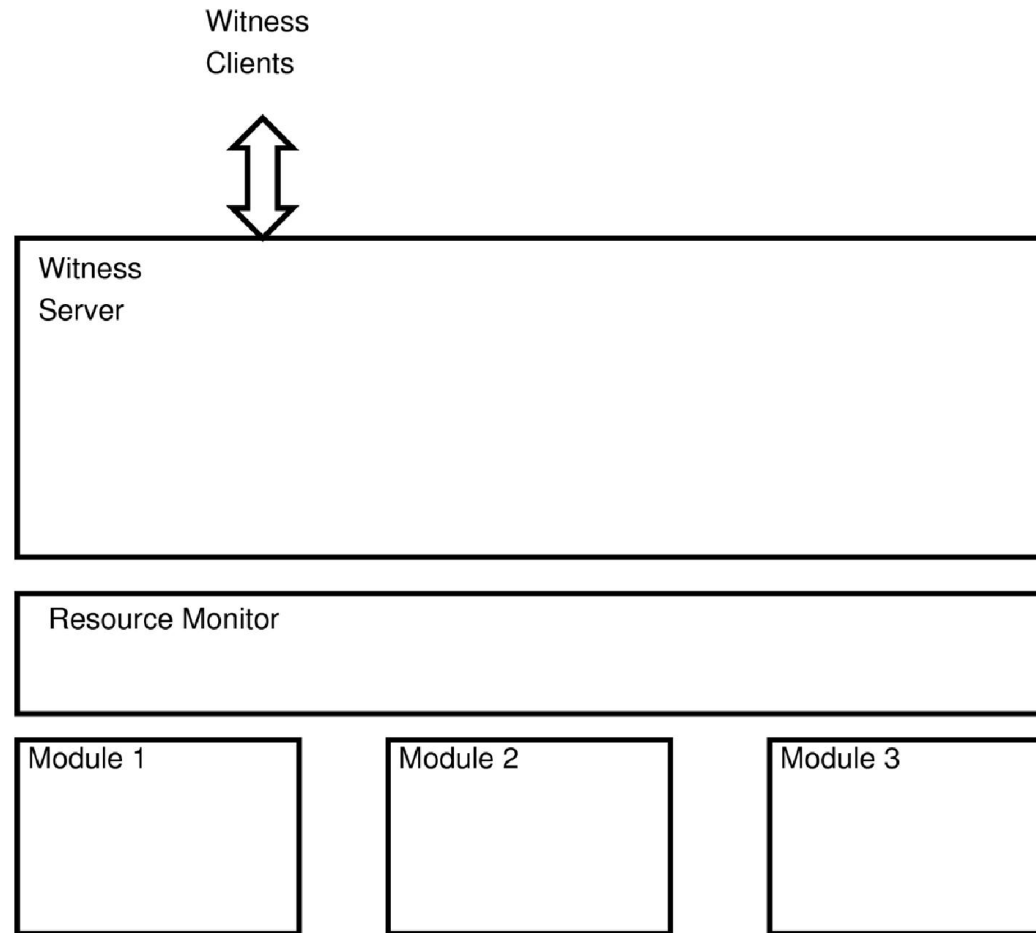 Witness
Clients
Witness
Server
Resource Monitor
Module 1
Module 2
Module 3